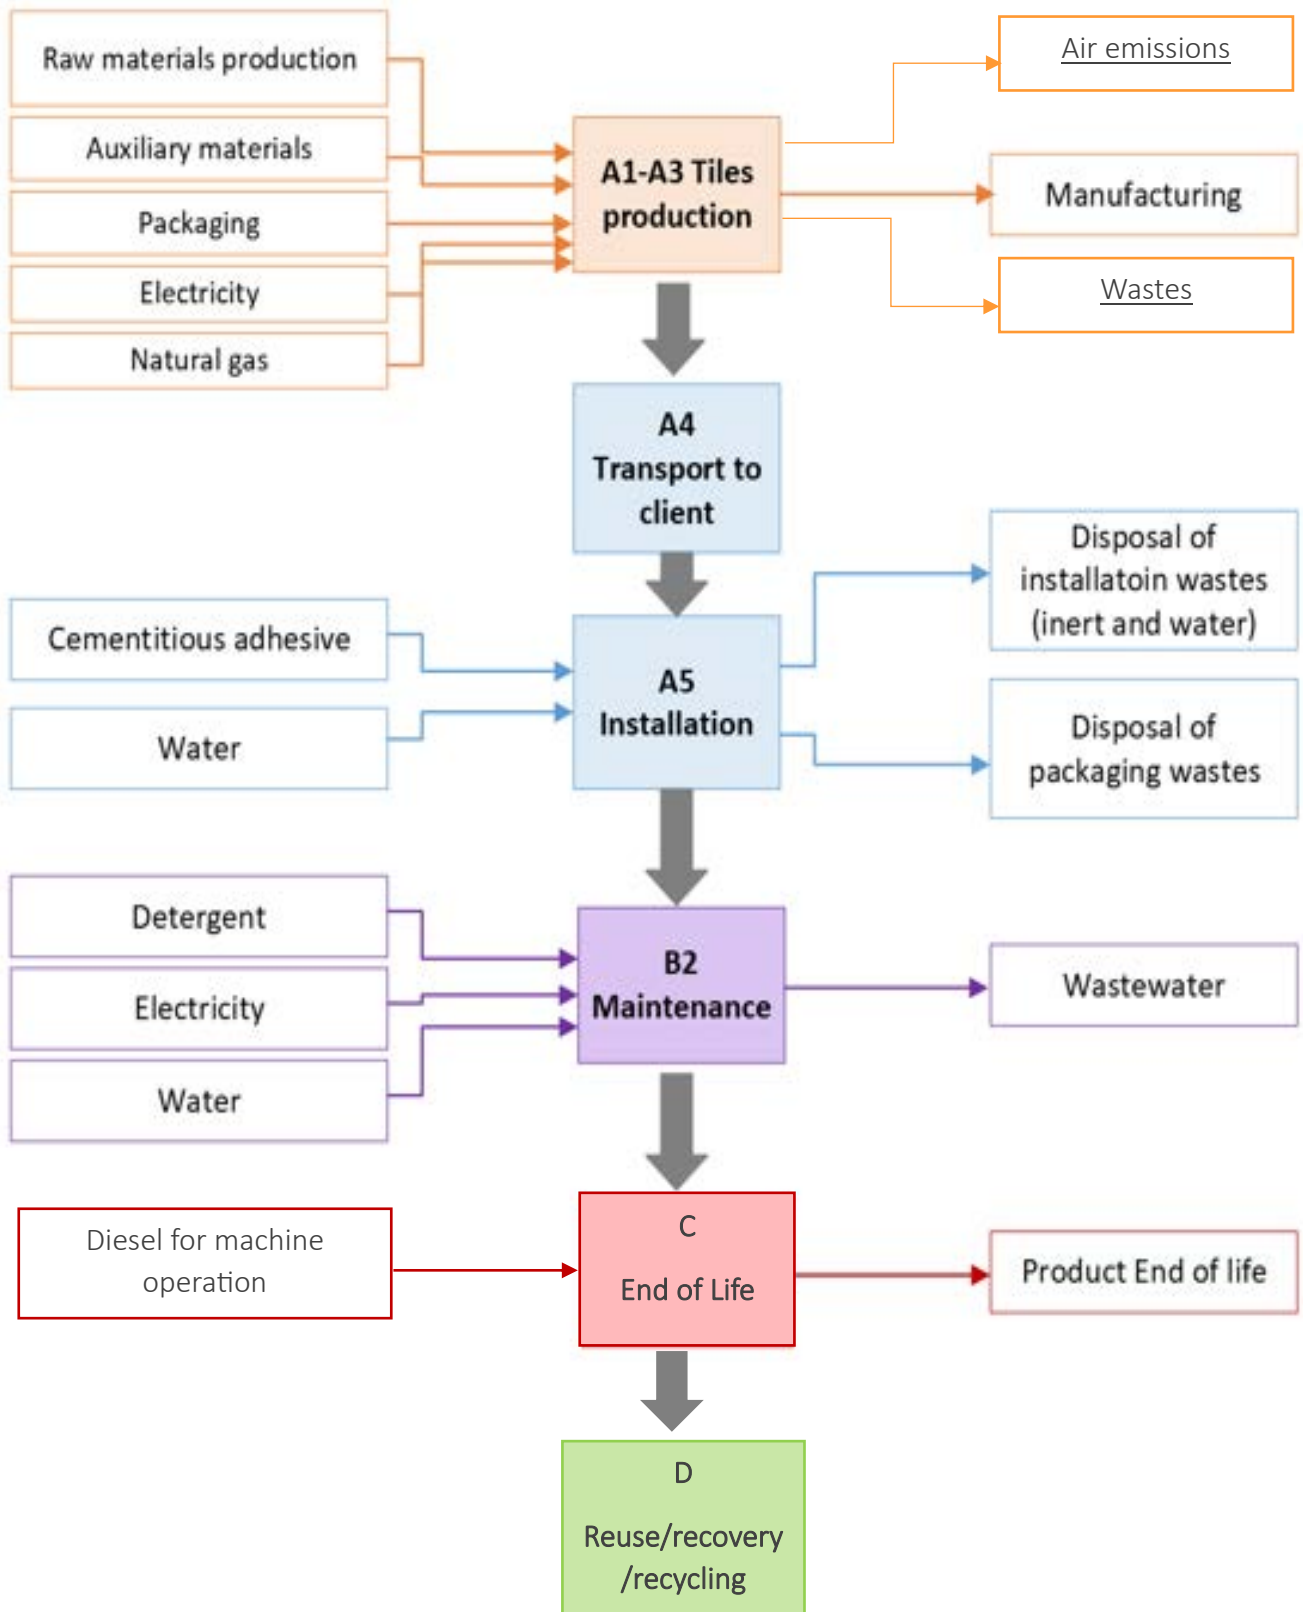 Raw materials production
Auxiliary materials
Packaging
Electricity
Natural gas
A1-A3 Tiles
production
Air emissions
Manufacturing
Wastes
A4
Transport to
client
Cementitious adhesive
Water
A5
Installation
Disposal of
installatoin wastes
(inert and water)
Disposal of
packaging wastes
Detergent
Electricity
Water
B2
Maintenance
Wastewater
Diesel for machine
operation
C
End of Life
Product End of life
D
Reuse/recovery
/recycling